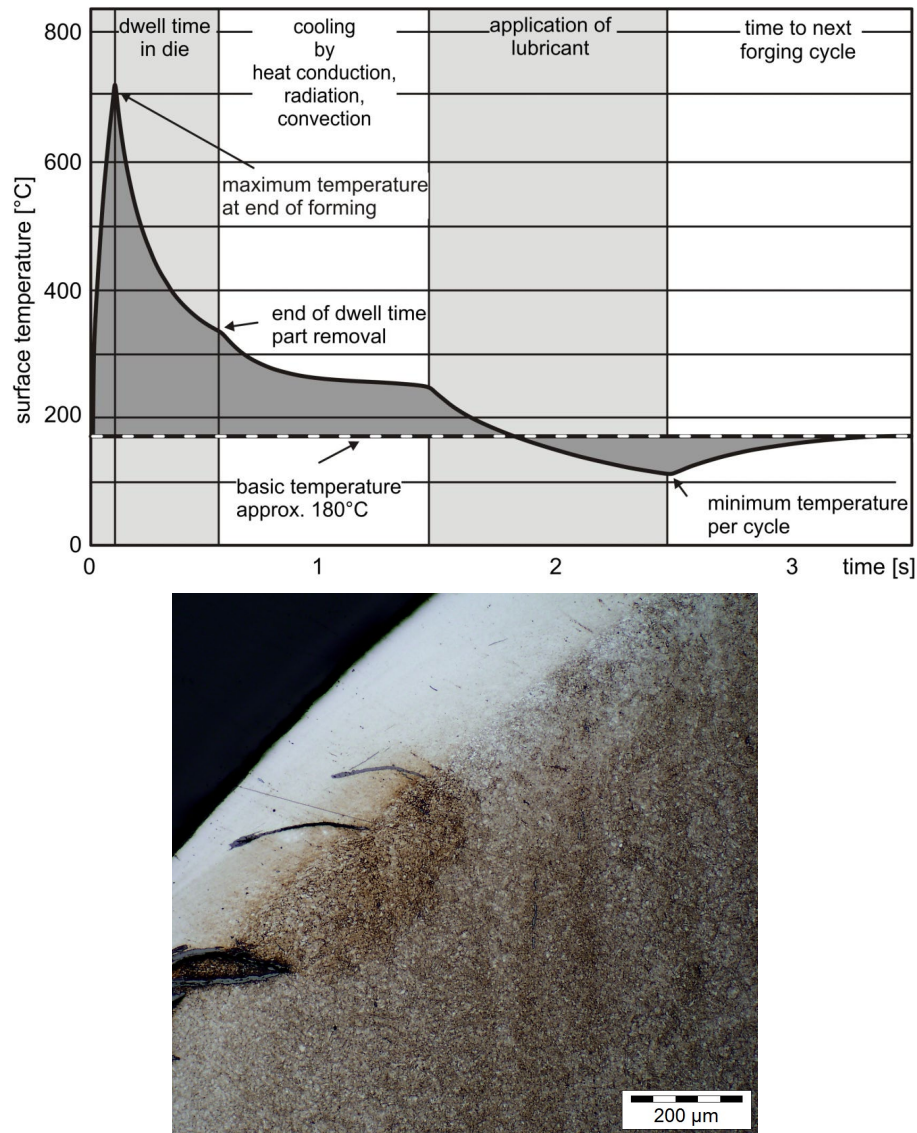 800
600
400
200
0
surface temperature [°C]
dwell time
in die
cooling
by
heat conduction,
radiation,
convection
application of
lubricant
time to next
forging cycle
maximum temperature
at end of forming
end of dwell time
part removal
basic temperature
approx. 180°C
minimum temperature
per cycle
0 1 2 3 time [s]
200 µm